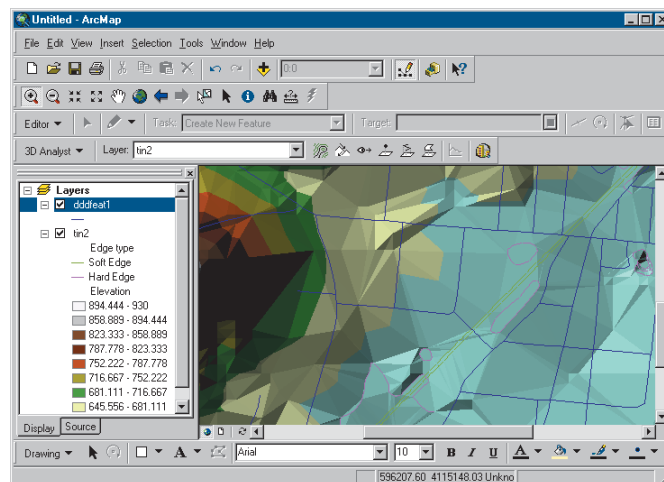 Untitled - ArcMap
File Edit View Insert Selection Tools Window Help
0:0
Editor Task: Create New Feature Target:
3D Analyst Layer: tin2
Layers
dddfeat1
tin2
Edge type
Soft Edge
Hard Edge
Elevation
894.444 - 930
858.889 - 894.444
823.333 - 858.889
787.778 - 823.333
752.222 - 787.778
716.667 - 752.222
681.111 - 716.667
645.556 - 681.111
Display Source
Drawing A Arial 10 B I U A
596207.60 4115148.03 Unkno